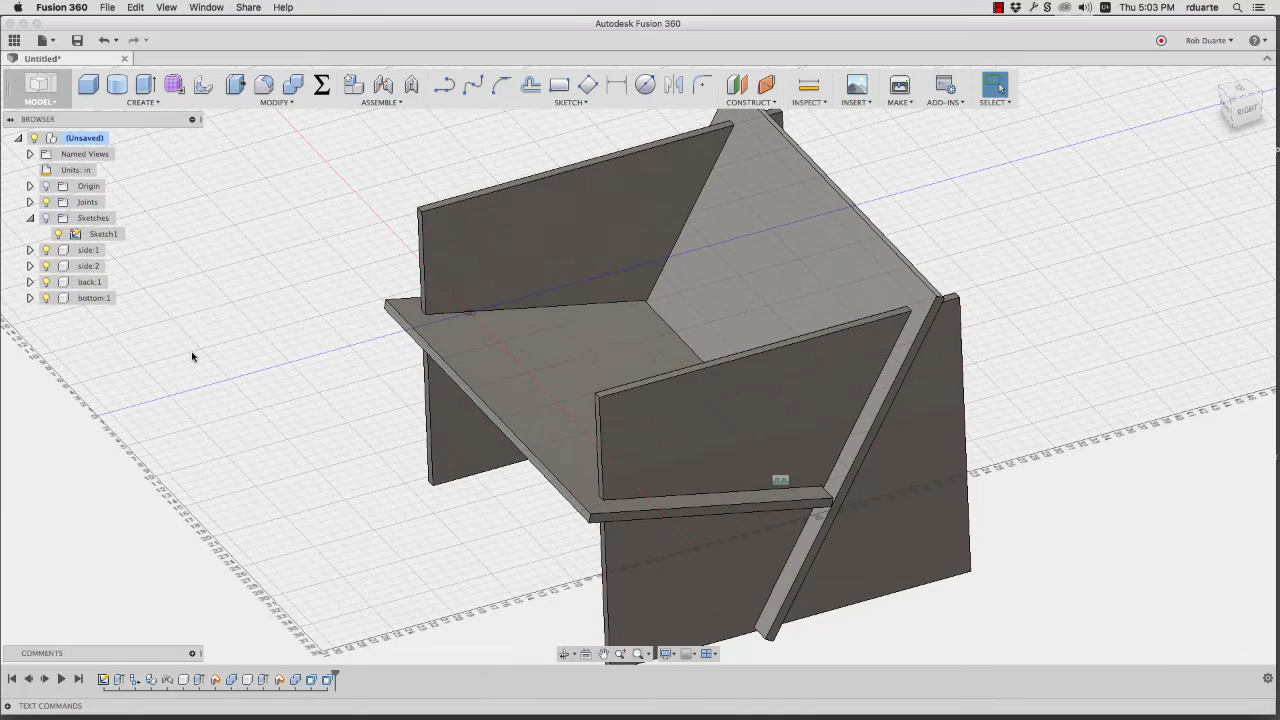 Fusion 360 File Edit View Window Share Help Thu 5:03 PM rduarte
Autodesk Fusion 360
Rob Duarte
Untitled*
MODEL CREATE MODIFY ASSEMBLE SKETCH CONSTRUCT INSPECT INSERT MAKE ADD-INS SELECT
BROWSER
(Unsaved)
Named Views
Units: in
Origin
Joints
Sketches
Sketch1
side:1
side:2
back:1
bottom:1
RIGHT
COMMENTS
TEXT COMMANDS